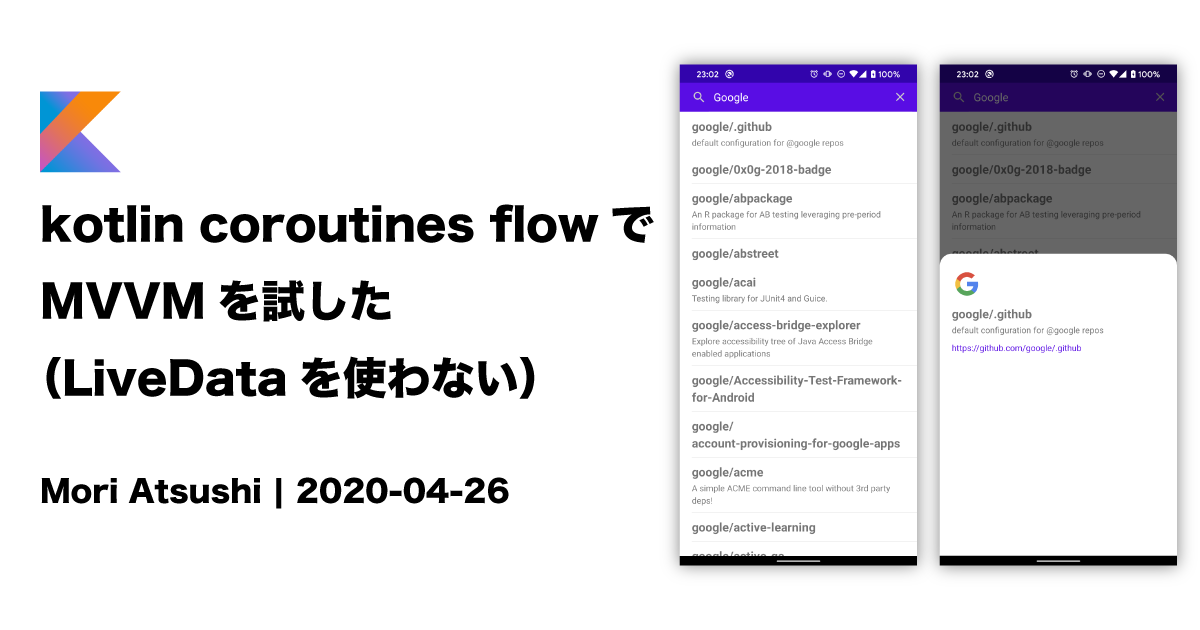 kotlin coroutines flow で
MVVM を試した
（LiveData を使わない）
Mori Atsushi | 2020-04-26
23:02 100%
Google
google/.github
default configuration for @google repos
google/0x0g-2018-badge
google/abpackage
An R package for AB testing leveraging pre-period
information
google/abstreet
google/acai
Testing library for JUnit4 and Guice.
google/access-bridge-explorer
Explore accessibility tree of Java Access Bridge
enabled applications
google/Accessibility-Test-Framework-
for-Android
google/
account-provisioning-for-google-apps
google/acme
A simple ACME command line tool without 3rd party
deps!
google/active-learning
23:02 100%
Google
google/.github
default configuration for @google repos
google/0x0g-2018-badge
google/abpackage
An R package for AB testing leveraging pre-period
information
google/abstreet
google/.github
default configuration for @google repos
https://github.com/google/.github